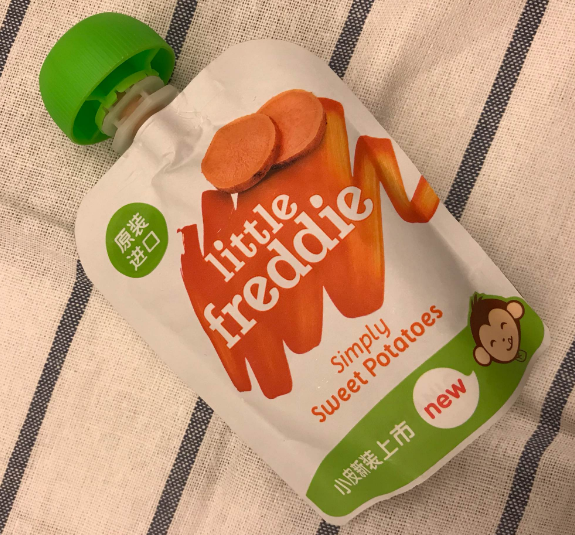 原装
进口
little
freddie
Simply
Sweet Potatoes
小皮新装上市
new